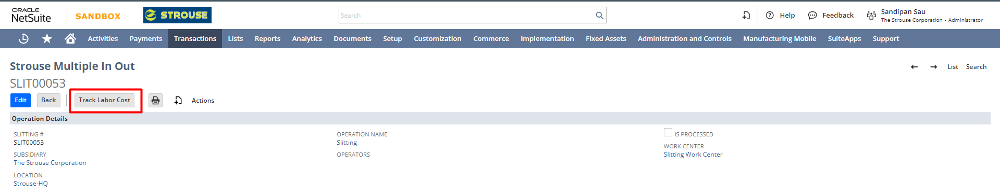 ORACLE
NetSuite
SANDBOX
STROUSE
Search
Help
Feedback
Sandipan Sau
The Strouse Corporation - Administrator
Activities Payments Transactions Lists Reports Analytics Documents Setup Customization Commerce Implementation Fixed Assets Administration and Controls Manufacturing Mobile SuiteApps Support
Strouse Multiple In Out
List Search
SLIT00053
Edit Back Track Labor Cost Actions
Operation Details
SLITTING #
SLIT00053
SUBSIDIARY
The Strouse Corporation
LOCATION
Strouse-HQ
OPERATION NAME
Slitting
OPERATORS
IS PROCESSED
WORK CENTER
Slitting Work Center